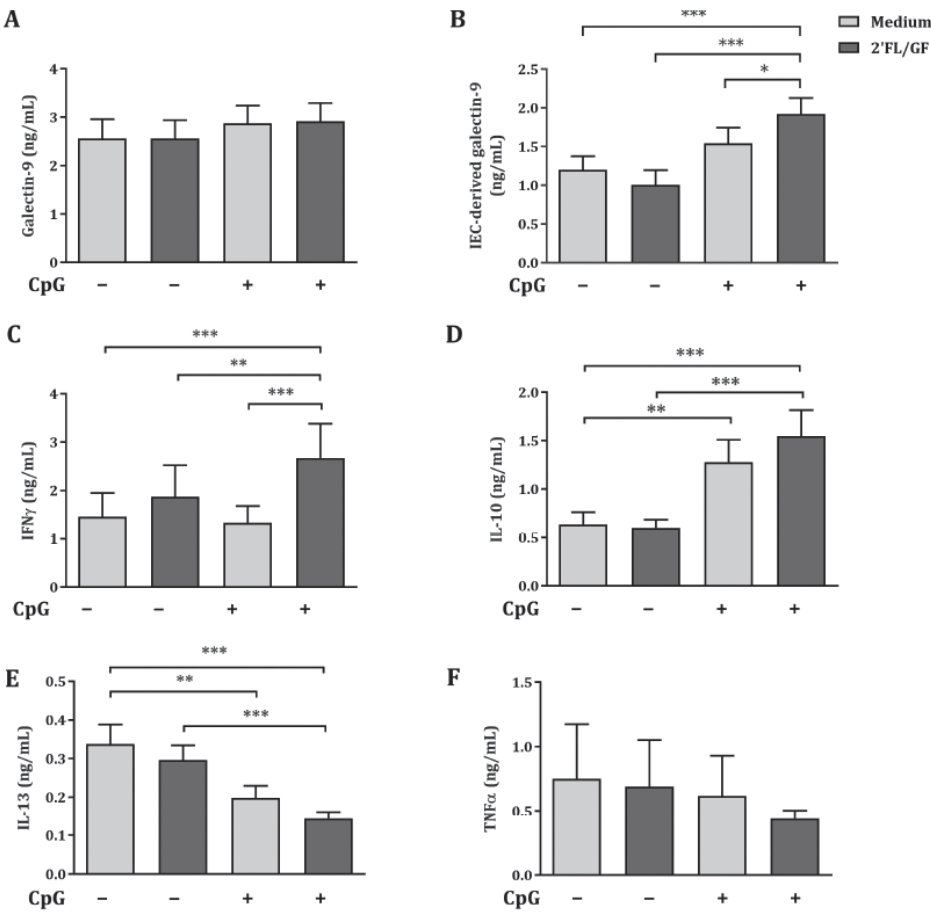 A
Galectin-9 (ng/mL)
4
3
2
1
0
CpG - - + +
B
Medium
2'FL/GF
***
***
*
IEC-derived galectin-9
(ng/mL)
2.5
2.0
1.5
1.0
0.5
0.0
CpG - - + +
C
***
**
***
IFNγ (ng/mL)
4
3
2
1
0
CpG - - + +
D
***
***
**
IL-10 (ng/mL)
2.0
1.5
1.0
0.5
0.0
CpG - - + +
E
***
**
***
IL-13 (ng/mL)
0.5
0.4
0.3
0.2
0.1
0.0
CpG - - + +
F
TNFα (ng/mL)
1.5
1.0
0.5
0.0
CpG - - + +